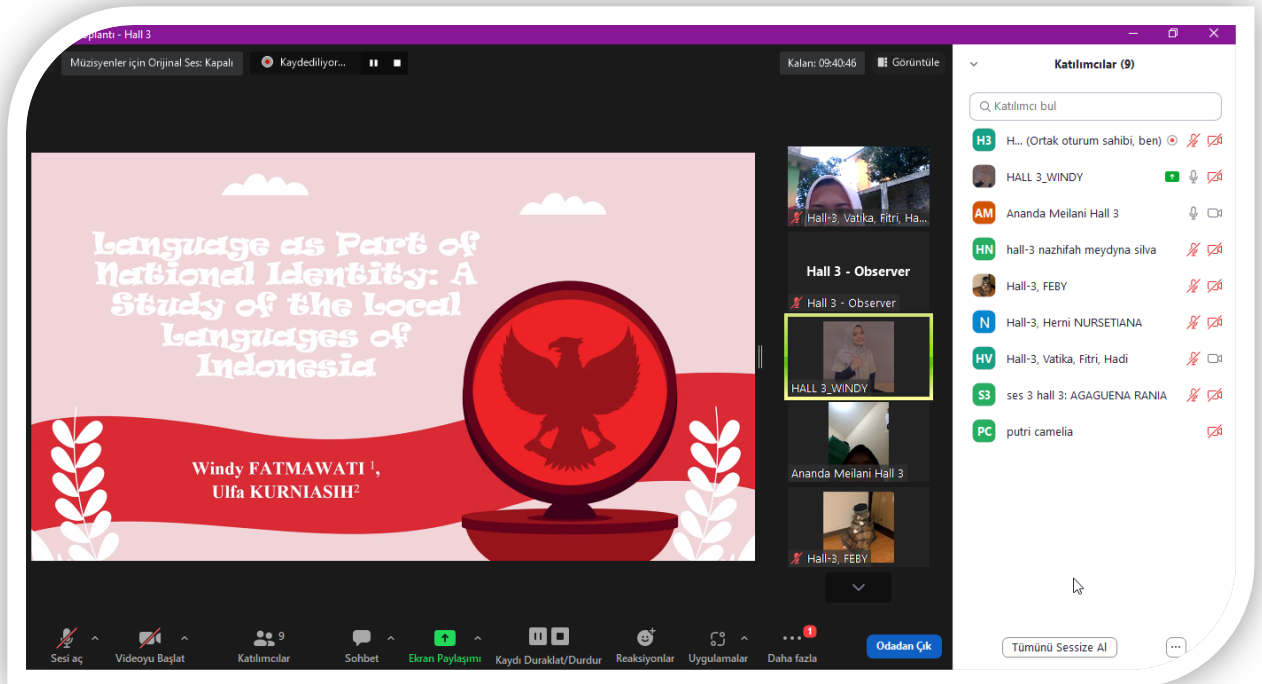 plantı - Hall 3
Müzisyenler için Orijinal Ses: Kapalı
Kaydediliyor...
Kalan: 09:40:46
Görüntüle
Language as Part of
National Identity: A
Study of the Local
Languages of
Indonesia
Windy FATMAWATI 1,
Ulfa KURNIASIH2
Hall-3, Vatika, Fitri, Ha...
Hall 3 - Observer
Hall 3 - Observer
HALL 3_WINDY
Ananda Meilani Hall 3
Hall-3, FEBY
Katılımcılar (9)
Katılımcı bul
H3 H... (Ortak oturum sahibi, ben)
HALL 3_WINDY
AM Ananda Meilani Hall 3
HN hall-3 nazhifah meydyna silva
Hall-3, FEBY
N Hall-3, Herni NURSETIANA
HV Hall-3, Vatika, Fitri, Hadi
S3 ses 3 hall 3: AGAGUENA RANIA
PC putri camelia
Tümünü Sessize Al
...
Sesi aç
Videoyu Başlat
9
Katılımcılar
Sohbet
Ekran Paylaşımı
Kaydı Duraklat/Durdur
Reaksiyonlar
Uygulamalar
1
Daha fazla
Odadan Çık